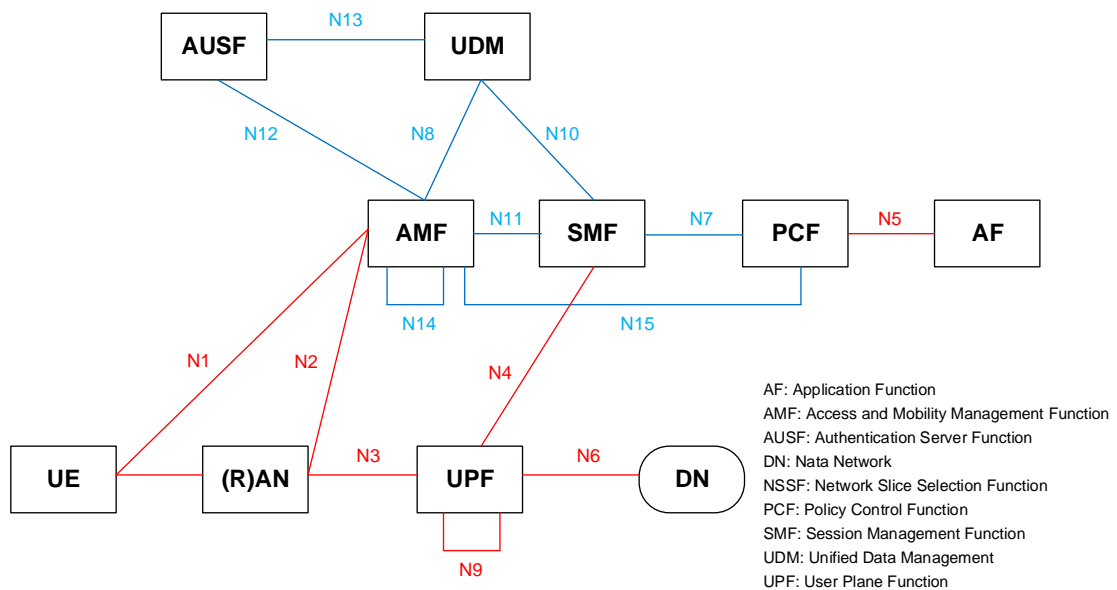 N13
AUSF
UDM
N12
N8
N10
AMF
N11
SMF
N7
PCF
N5
AF
N14
N15
N1
N2
N4
UE
(R)AN
N3
UPF
N6
DN
N9
AF: Application Function
AMF: Access and Mobility Management Function
AUSF: Authentication Server Function
DN: Nata Network
NSSF: Network Slice Selection Function
PCF: Policy Control Function
SMF: Session Management Function
UDM: Unified Data Management
UPF: User Plane Function